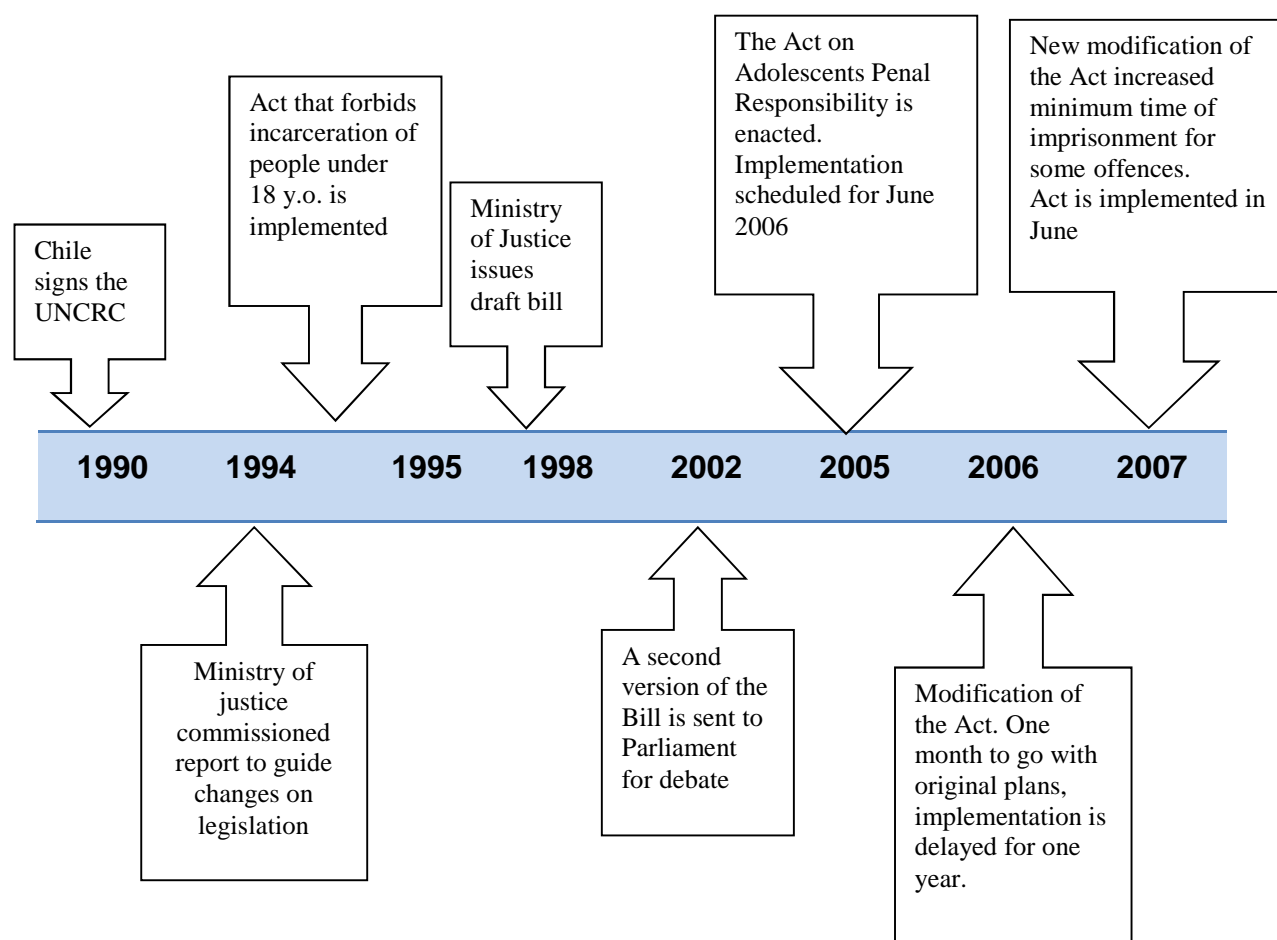 Chile
signs the
UNCRC
Act that forbids
incarceration of
people under
18 y.o. is
implemented
Ministry
of Justice
issues
draft bill
The Act on
Adolescents Penal
Responsibility is
enacted.
Implementation
scheduled for June
2006
New modification of
the Act increased
minimum time of
imprisonment for
some offences.
Act is implemented in
June
1990 1994 1995 1998 2002 2005 2006 2007
Ministry of
justice
commissioned
report to guide
changes on
legislation
A second
version of the
Bill is sent to
Parliament
for debate
Modification of
the Act. One
month to go with
original plans,
implementation is
delayed for one
year.